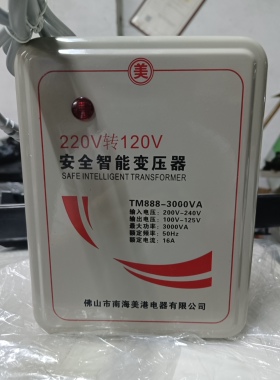 美
220V转120V
安全智能变压器
SAFE INTELLIGENT TRANSFORMER
TM888-3000VA
输入电压：200V-240V
输出电压：100V-125V
最大功率：3000VA
额定频率：50Hz
额定电流：16A
佛山市南海美港电器有限公司